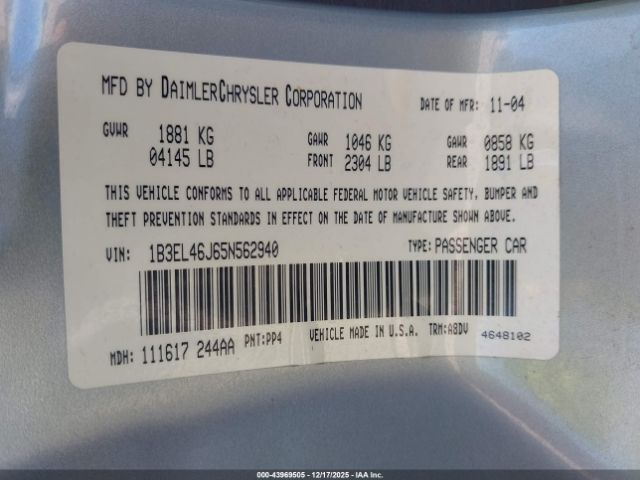 MFD BY DAIMLERCHRYSLER CORPORATION DATE OF MFR: 11-04
GVWR 1881 KG GAWR 1046 KG GAWR 0858 KG
04145 LB FRONT 2304 LB REAR 1891 LB
THIS VEHICLE CONFORMS TO ALL APPLICABLE FEDERAL MOTOR VEHICLE SAFETY, BUMPER AND
THEFT PREVENTION STANDARDS IN EFFECT ON THE DATE OF MANUFACTURE SHOWN ABOVE.
VIN: 1B3EL46J65N562940 TYPE: PASSENGER CAR
MDH: 111617 244AA PNT:PP4 VEHICLE MADE IN U.S.A. TRM:A8DV 4648102
000-43969505 - 12/17/2025 - IAA Inc.